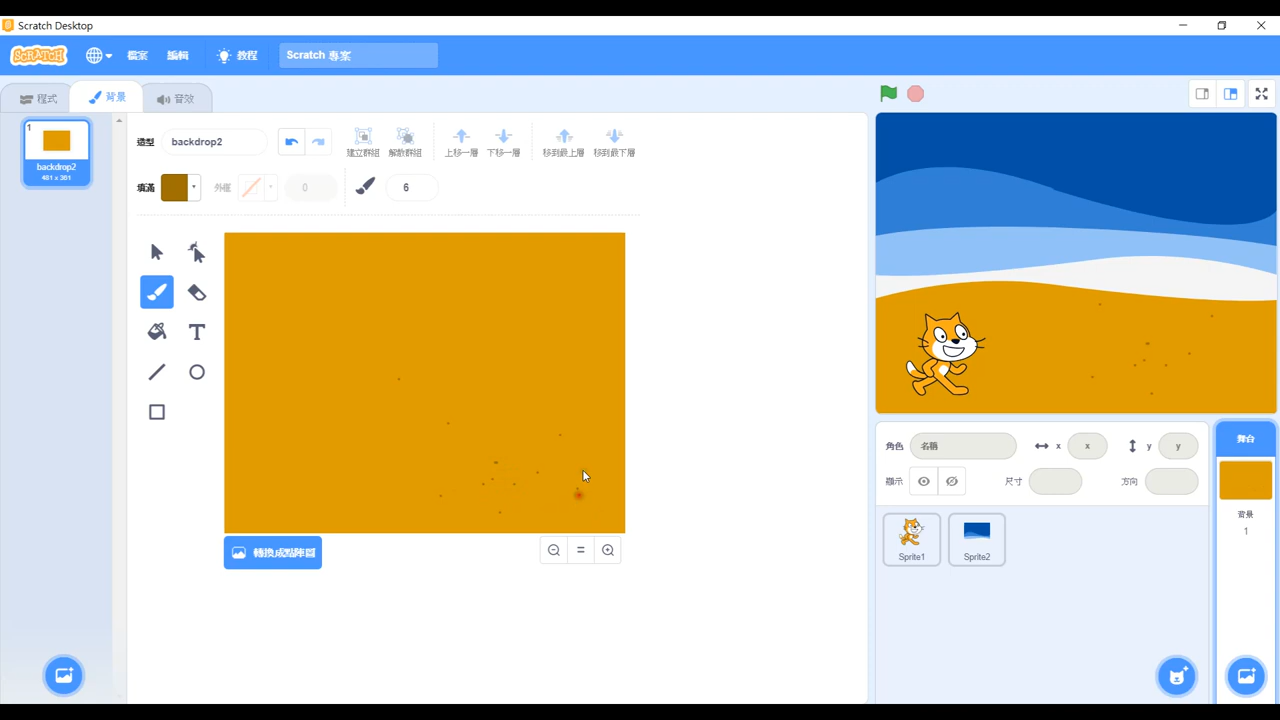 Scratch Desktop
SCRATCH 檔案 編輯 教程 Scratch 專案
程式 背景 音效
1
backdrop2
481 x 361
造型 backdrop2 建立群組 解散群組 上移一層 下移一層 移到最上層 移到最下層
填滿 外框 0 6
T
轉換成點陣圖
角色 名稱 x x y y
顯示 尺寸 方向
Sprite1 Sprite2
舞台
背景
1